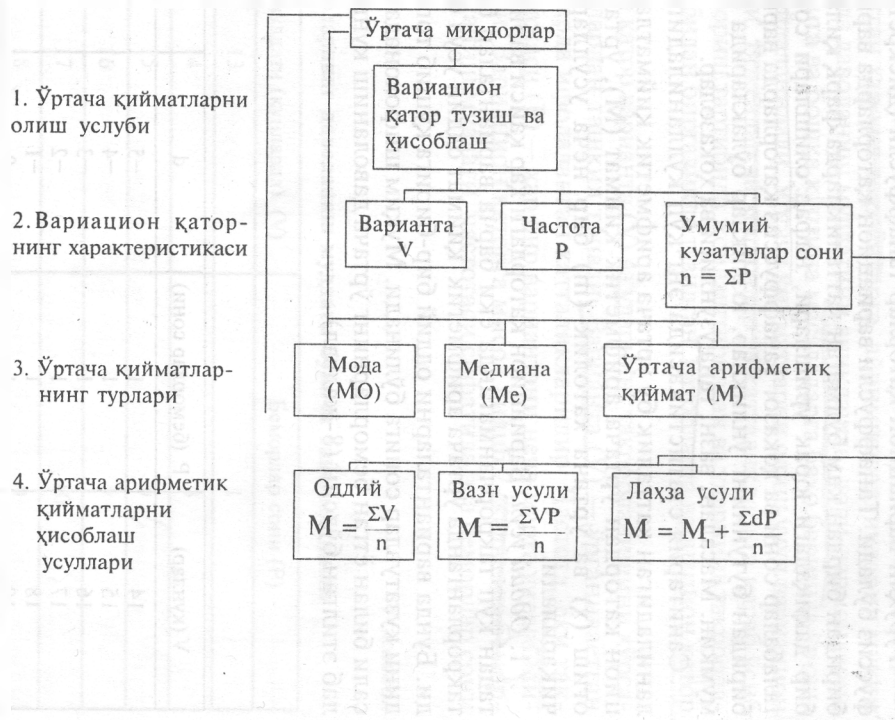 Ўртача миқдорлар
1. Ўртача қийматларни
олиш услуби
Вариацион
қатор тузиш ва
ҳисоблаш
2. Вариацион қатор-
нинг характеристикаси
Варианта
V
Частота
P
Умумий
кузатувлар сони
n = ΣP
3. Ўртача қийматлар-
нинг турлари
Мода
(МО)
Медиана
(Ме)
Ўртача арифметик
қиймат (М)
4. Ўртача арифметик
қийматларни
ҳисоблаш
усуллари
Оддий
M = ΣV/n
Вазн усули
M = ΣVP/n
Лаҳза усули
M = M₁ + ΣdP/n